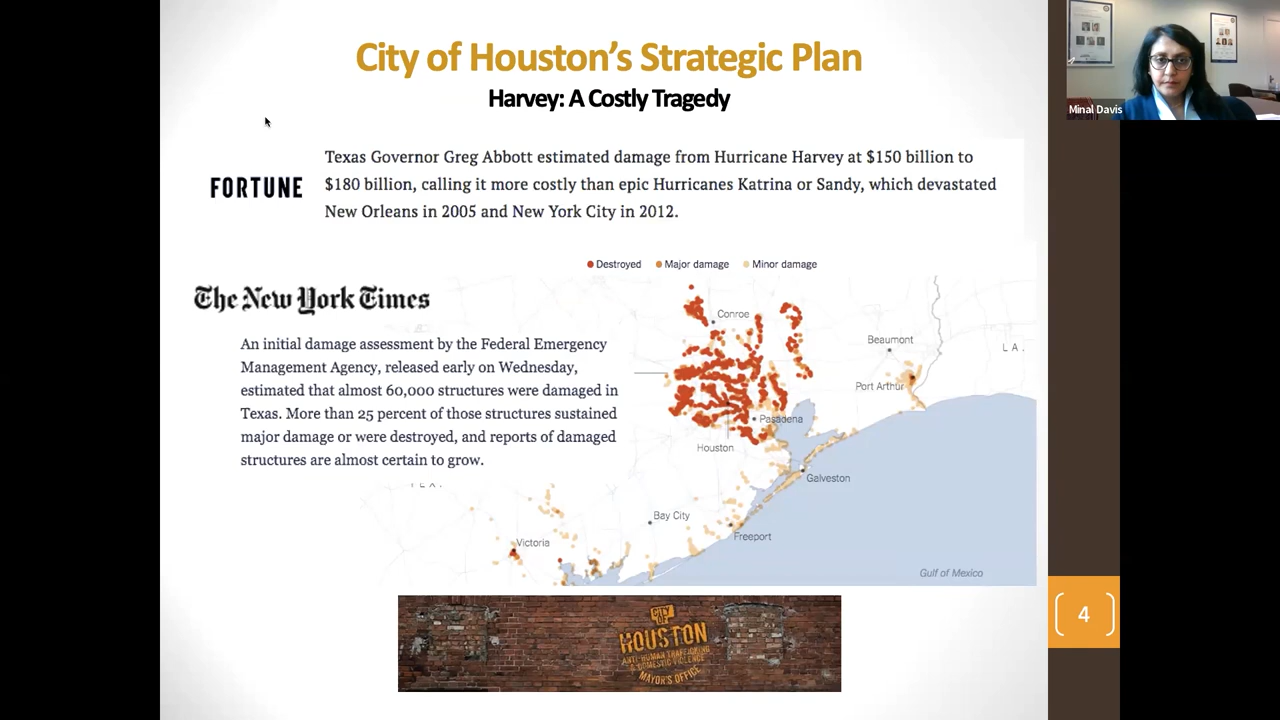 City of Houston's Strategic Plan
Harvey: A Costly Tragedy
Minal Davis
FORTUNE
Texas Governor Greg Abbott estimated damage from Hurricane Harvey at $150 billion to
$180 billion, calling it more costly than epic Hurricanes Katrina or Sandy, which devastated
New Orleans in 2005 and New York City in 2012.
Destroyed
Major damage
Minor damage
The New York Times
An initial damage assessment by the Federal Emergency
Management Agency, released early on Wednesday,
estimated that almost 60,000 structures were damaged in
Texas. More than 25 percent of those structures sustained
major damage or were destroyed, and reports of damaged
structures are almost certain to grow.
Conroe
Beaumont
LA.
Port Arthur
Pasadena
Houston
Galveston
Bay City
Freeport
Victoria
Gulf of Mexico
CITY
OF
HOUSTON
ANTI-HUMAN TRAFFICKING
& DOMESTIC VIOLENCE
MAYOR'S OFFICE
4